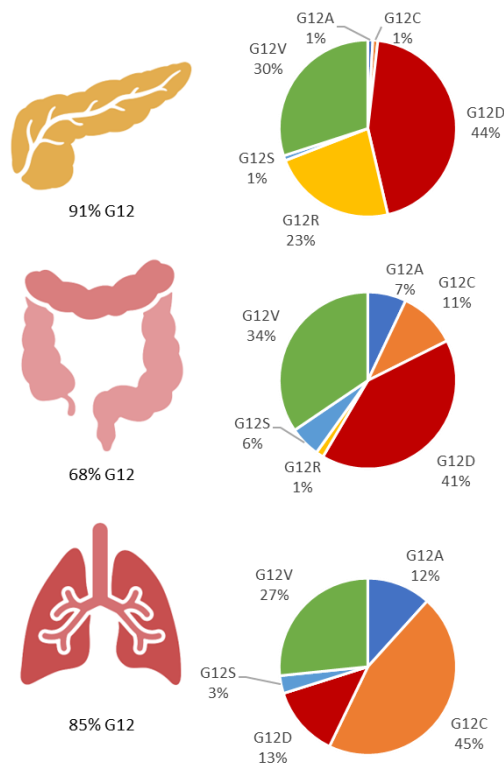 G12A
1%
G12C
1%
G12V
30%
G12D
44%
G12S
1%
G12R
23%
91% G12
G12A
7%
G12C
11%
G12V
34%
G12S
6%
G12R
1%
G12D
41%
68% G12
G12A
12%
G12V
27%
G12S
3%
G12D
13%
G12C
45%
85% G12